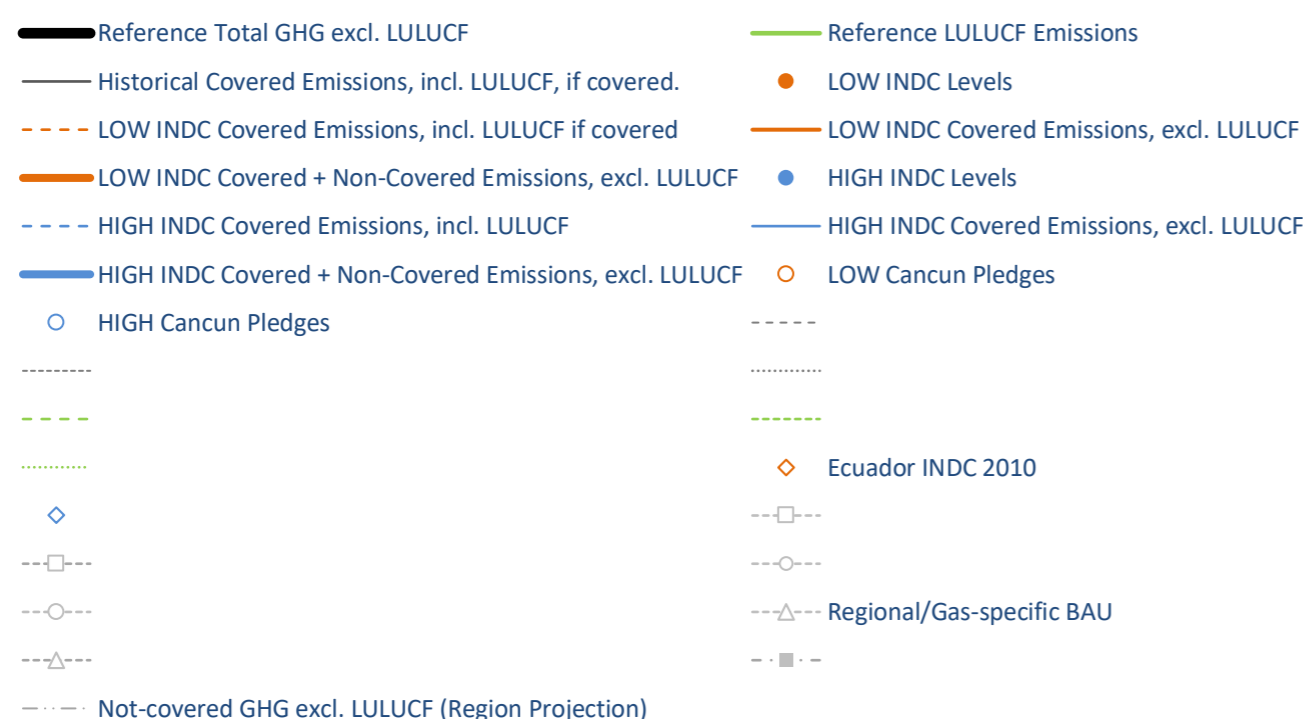 Reference Total GHG excl. LULUCF
Reference LULUCF Emissions
Historical Covered Emissions, incl. LULUCF, if covered.
LOW INDC Levels
LOW INDC Covered Emissions, incl. LULUCF if covered
LOW INDC Covered Emissions, excl. LULUCF
LOW INDC Covered + Non-Covered Emissions, excl. LULUCF
HIGH INDC Levels
HIGH INDC Covered Emissions, incl. LULUCF
HIGH INDC Covered Emissions, excl. LULUCF
HIGH INDC Covered + Non-Covered Emissions, excl. LULUCF
LOW Cancun Pledges
HIGH Cancun Pledges
Ecuador INDC 2010
Regional/Gas-specific BAU
Not-covered GHG excl. LULUCF (Region Projection)